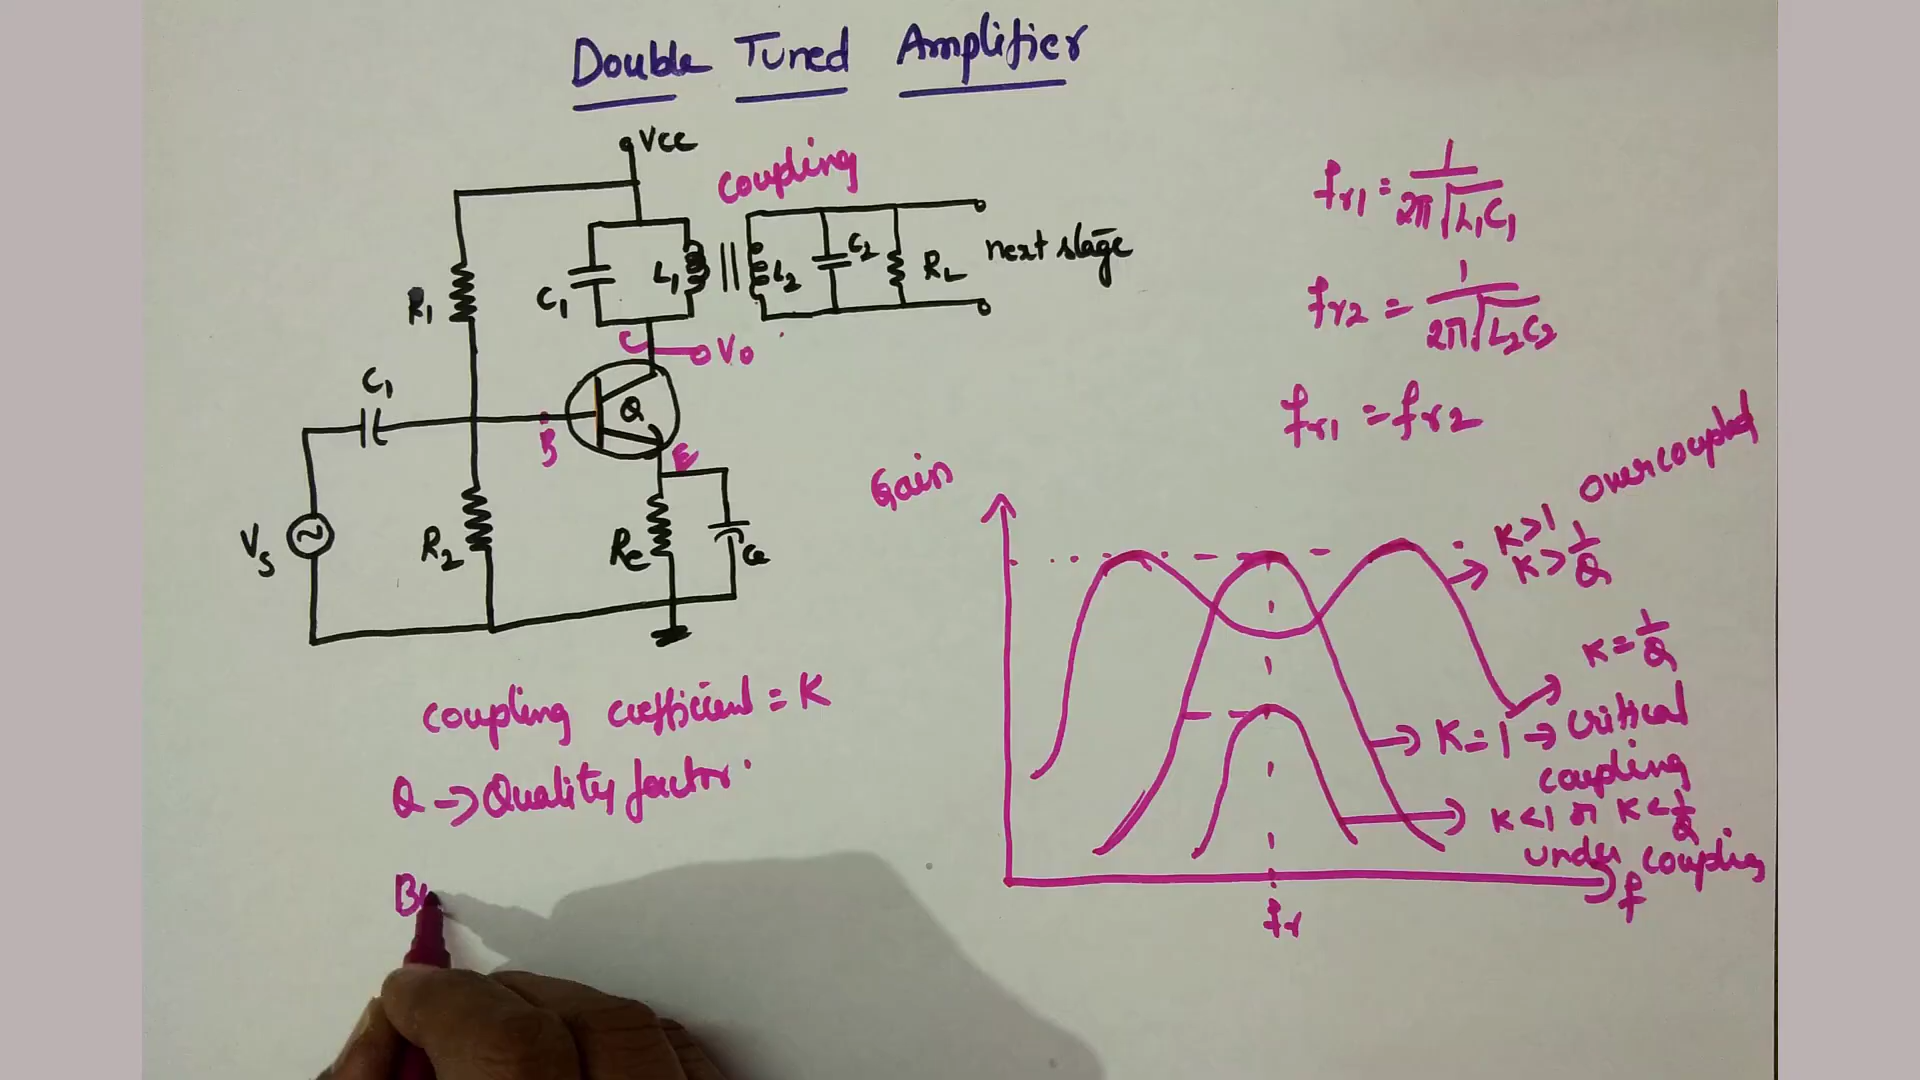 Double Tuned Amplifier
Vcc
coupling
R1
C1
L1
L2
C2
RL
next stage
C
Vo
C1
B
Q
E
Vs
R2
Re
Ce
coupling coefficient = K
Q → Quality factor.
fr1 = 1/2π√L1C1
fr2 = 1/2π√L2C2
fr1 = fr2
Gain
overcoupled
K>1
K>1/Q
K=1/Q
K=1 → critical
coupling
K<1 or K<1/Q
under coupling
f
fr